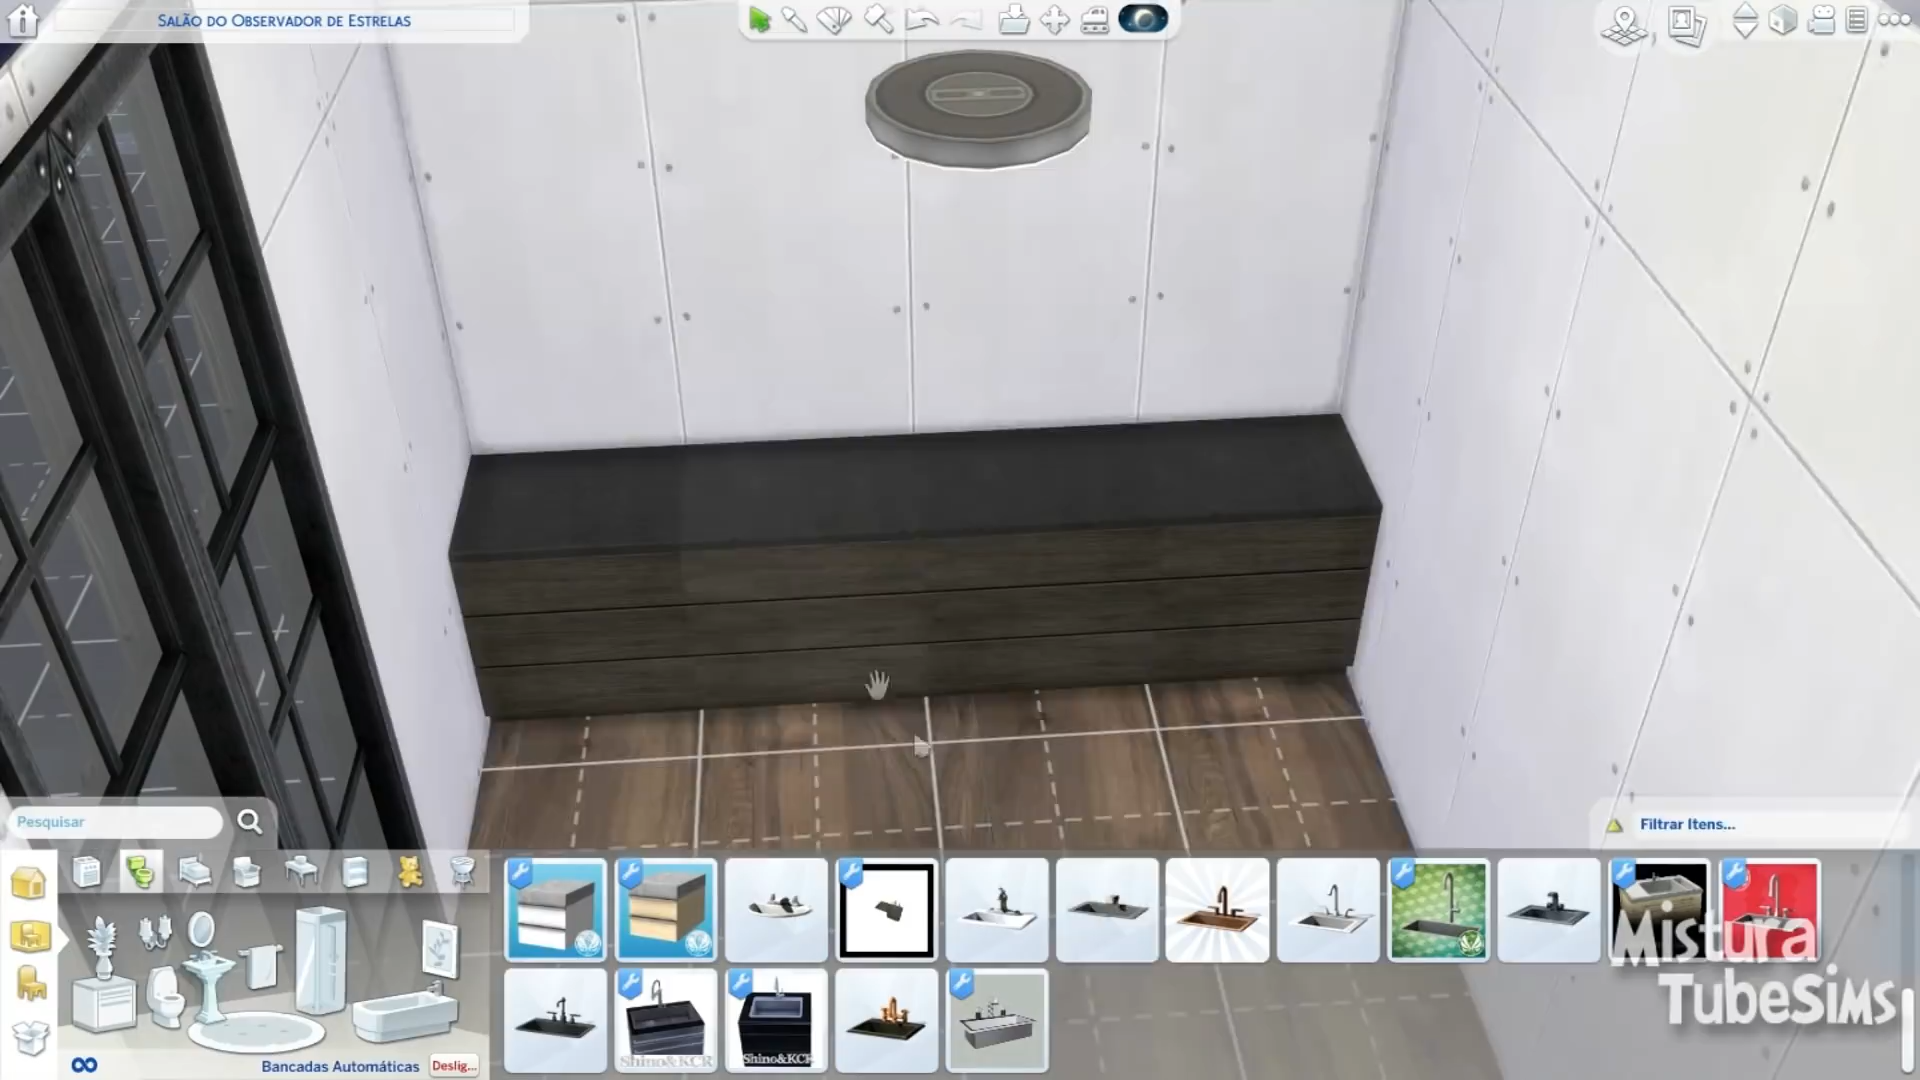 Salão do Observador de Estrelas
Pesquisar
Filtrar Itens...
Mistura
TubeSims
Shino&KCR
Shino&KCR
Bancadas Automáticas
Deslig...